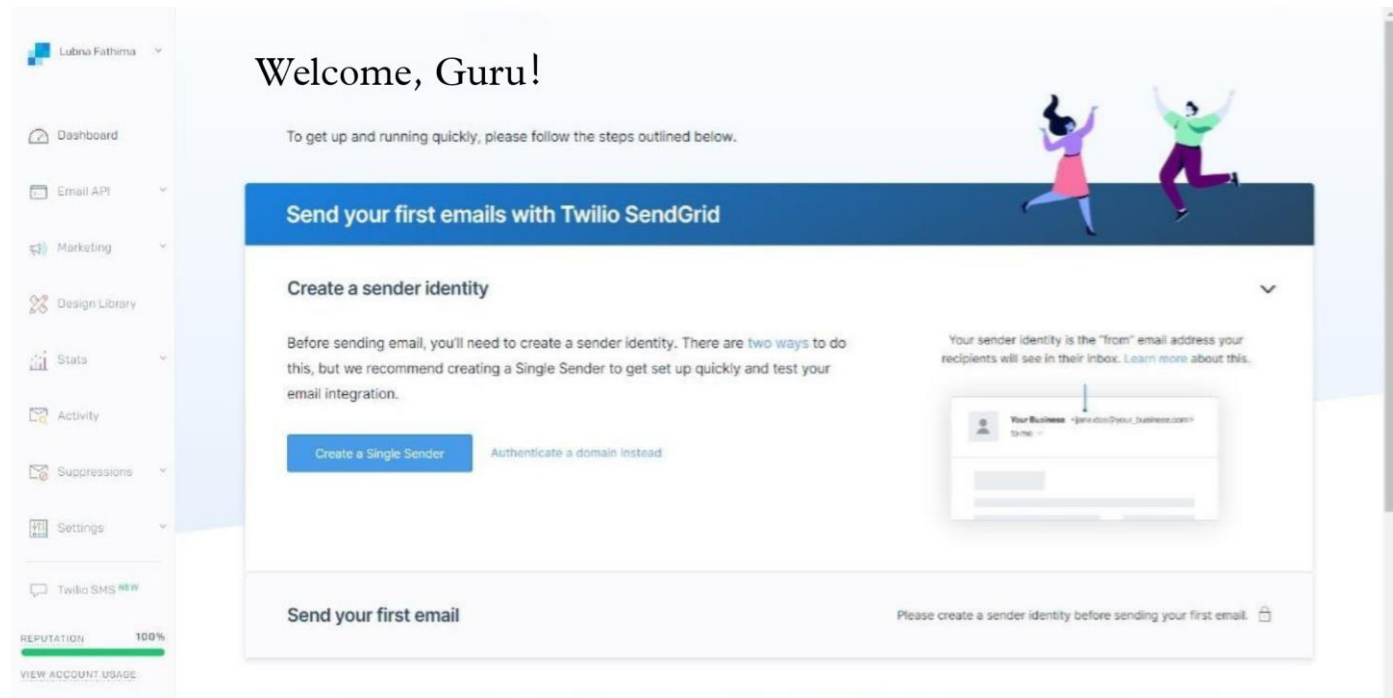 Lubna Fathima
Dashboard
Email API
Marketing
Design Library
Stats
Activity
Suppressions
Settings
Twilio SMS NEW
REPUTATION 100%
VIEW ACCOUNT USAGE
Welcome, Guru!
To get up and running quickly, please follow the steps outlined below.
Send your first emails with Twilio SendGrid
Create a sender identity
Before sending email, you'll need to create a sender identity. There are two ways to do
this, but we recommend creating a Single Sender to get set up quickly and test your
email integration.
Create a Single Sender
Authenticate a domain instead
Your sender identity is the "from" email address your
recipients will see in their inbox. Learn more about this.
Your Business <jane.doe@your_business.com>
to me
Send your first email
Please create a sender identity before sending your first email.